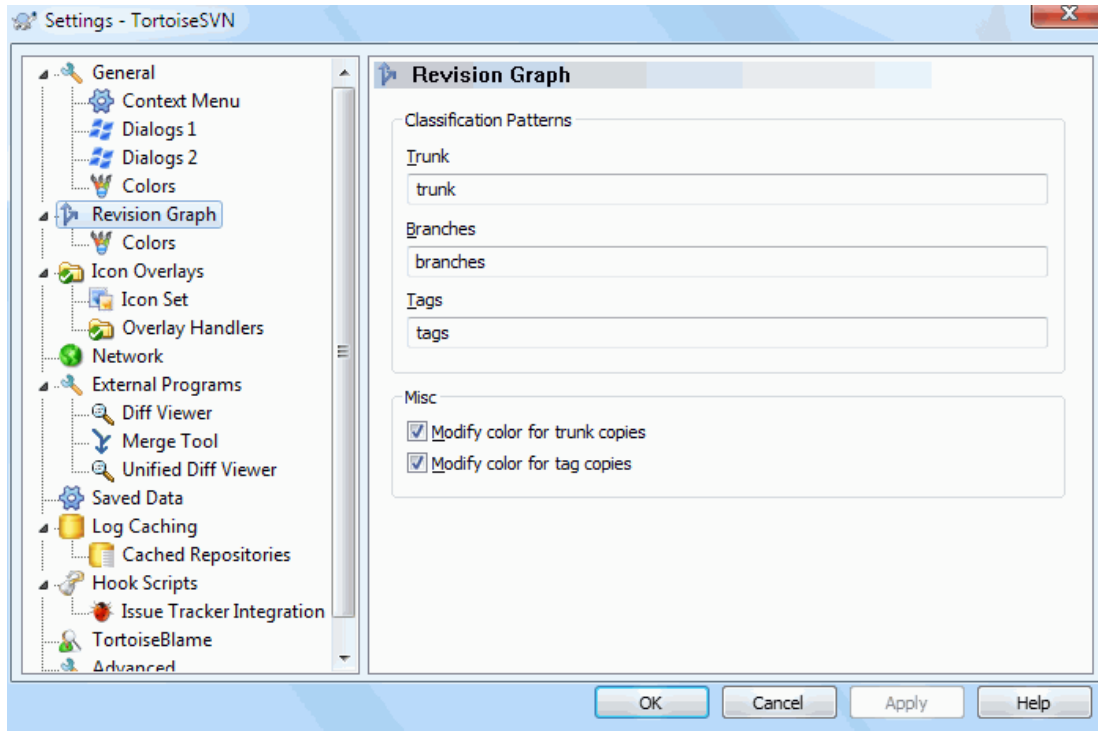 Settings - TortoiseSVN
General
Context Menu
Dialogs 1
Dialogs 2
Colors
Revision Graph
Colors
Icon Overlays
Icon Set
Overlay Handlers
Network
External Programs
Diff Viewer
Merge Tool
Unified Diff Viewer
Saved Data
Log Caching
Cached Repositories
Hook Scripts
Issue Tracker Integration
TortoiseBlame
Advanced
Revision Graph
Classification Patterns
Trunk
trunk
Branches
branches
Tags
tags
Misc
Modify color for trunk copies
Modify color for tag copies
OK Cancel Apply Help